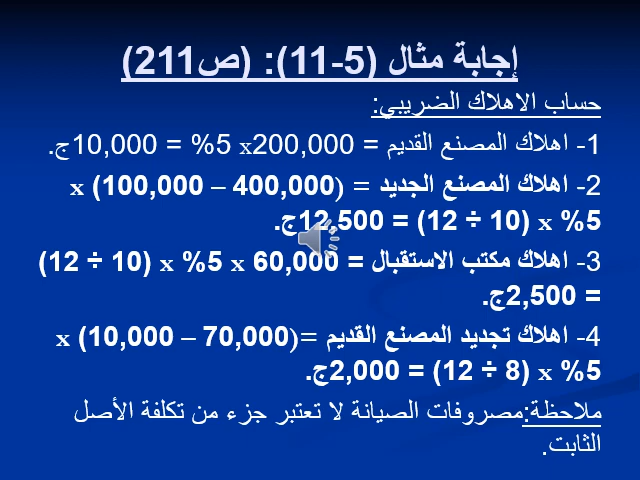 إجابة مثال (5-11): (ص211)
حساب الاهلاك الضريبي:
1- اهلاك المصنع القديم = 200,000x 5% = 10,000ج.
2- اهلاك المصنع الجديد = (400,000 – 100,000) x
5% x (10 ÷ 12) = 12,500ج.
3- اهلاك مكتب الاستقبال = 60,000 x 5% x (10 ÷ 12)
= 2,500ج.
4- اهلاك تجديد المصنع القديم =(70,000 – 10,000) x
5% x (8 ÷ 12) = 2,000ج.
ملاحظة:مصروفات الصيانة لا تعتبر جزء من تكلفة الأصل
الثابت.